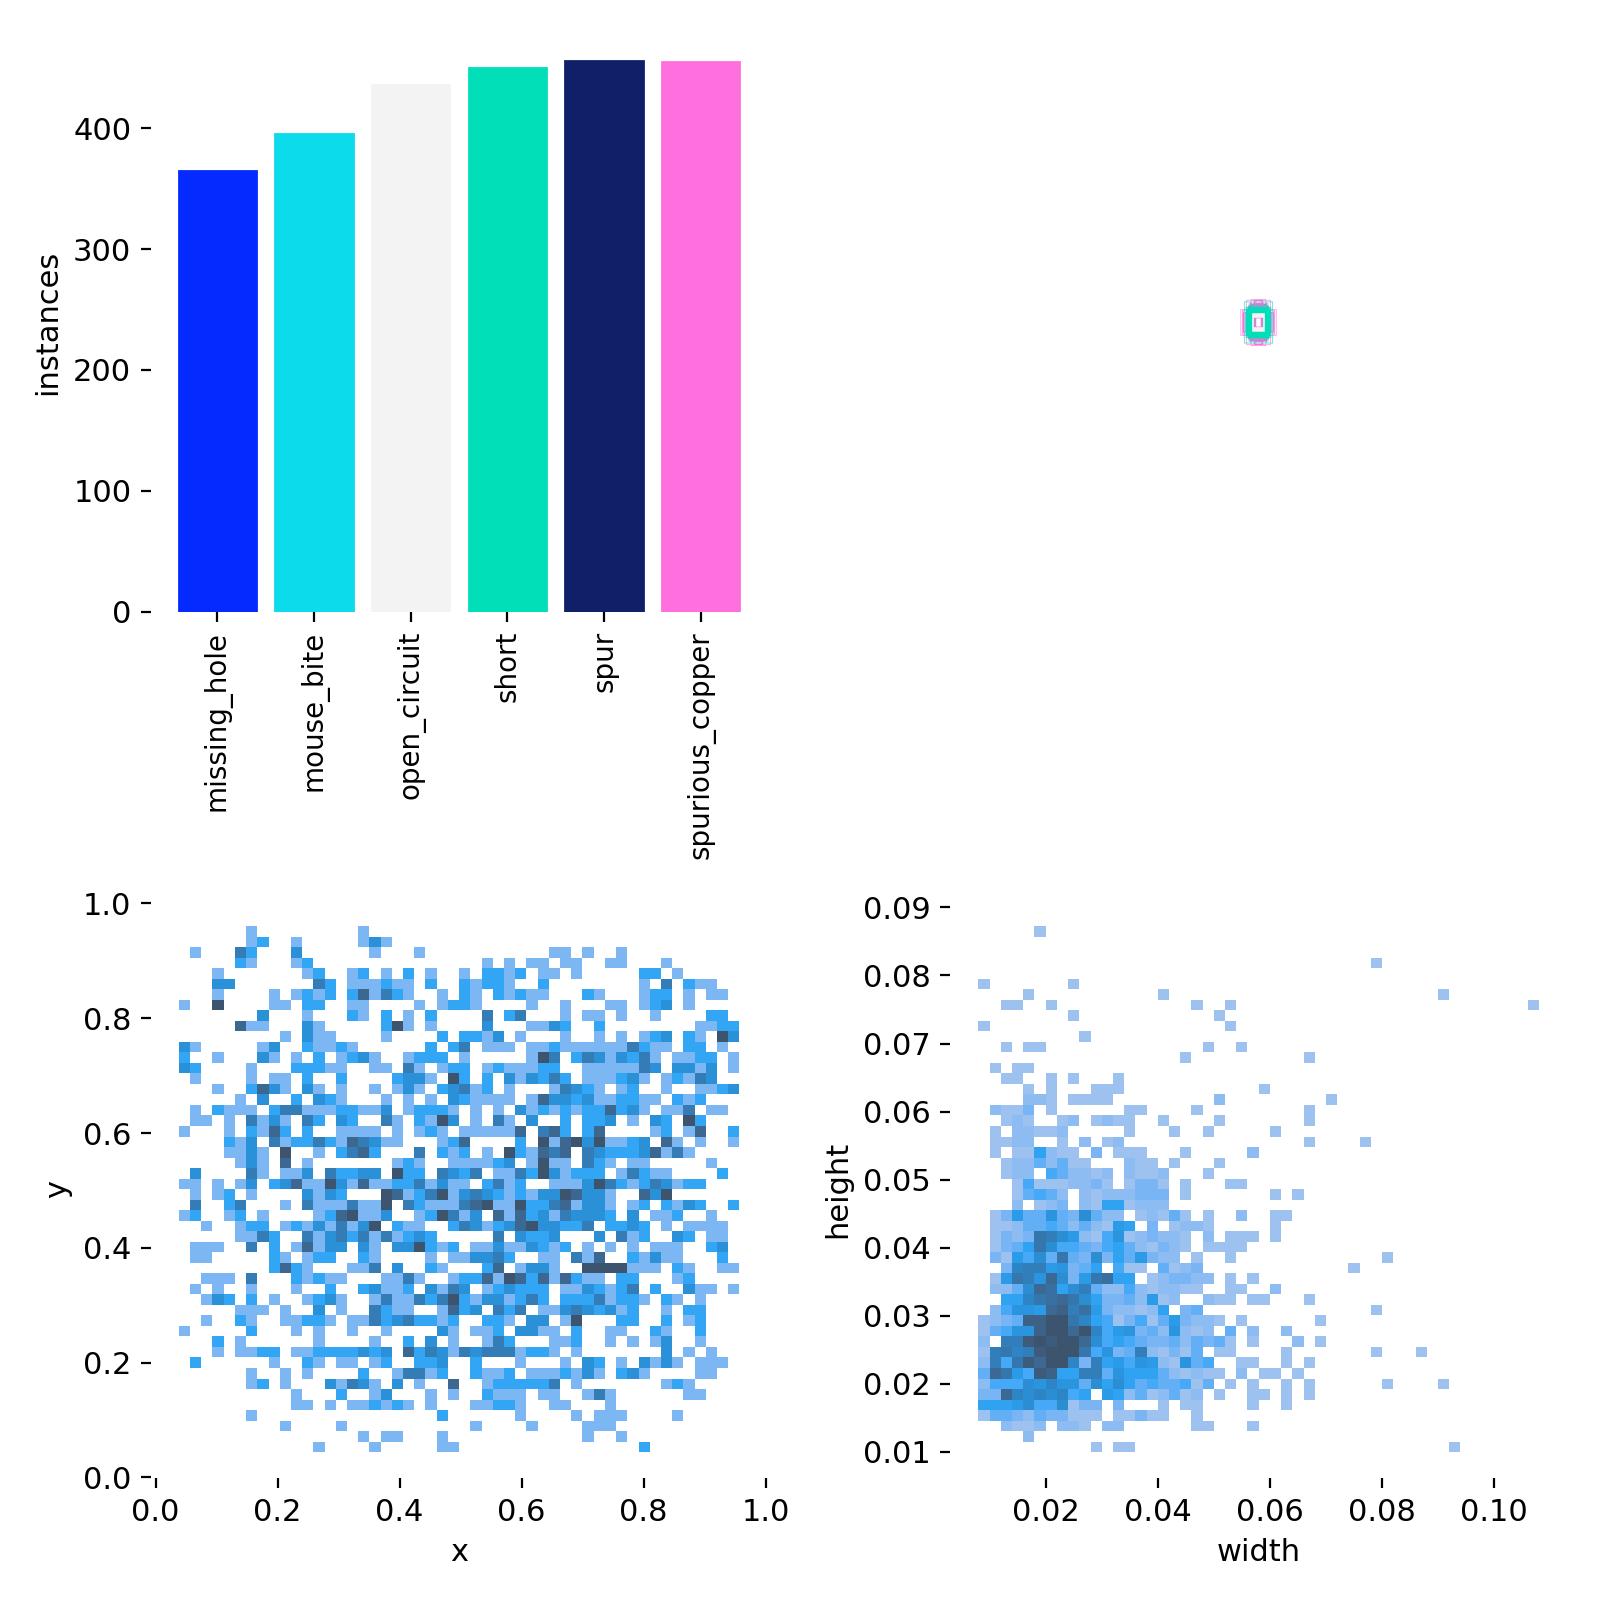 400
300
200
100
0
instances
missing_hole
mouse_bite
open_circuit
short
spur
spurious_copper
1.0
0.8
0.6
0.4
0.2
0.0
y
0.0 0.2 0.4 0.6 0.8 1.0
x
0.09
0.08
0.07
0.06
0.05
0.04
0.03
0.02
0.01
height
0.02 0.04 0.06 0.08 0.10
width